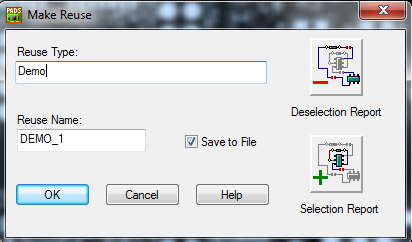 PADS
Make Reuse
Reuse Type:
Demo
Deselection Report
Reuse Name:
DEMO_1
Save to File
OK
Cancel
Help
Selection Report